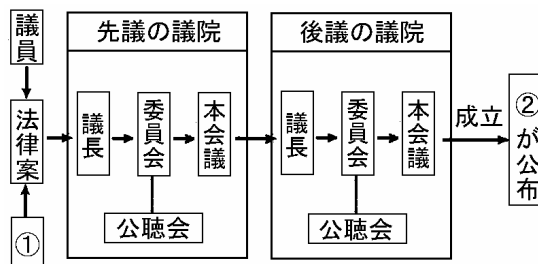 議員
法律案
①
先議の議院
議長
委員会
本会議
公聴会
後議の議院
議長
委員会
本会議
公聴会
成立
②が公布